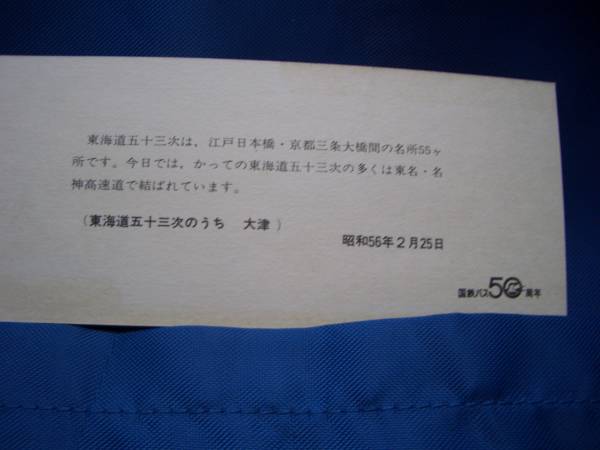 東海道五十三次は，江戸日本橋・京都三条大橋間の名所55ヶ
所です。今日では，かっての東海道五十三次の多くは東名・名
神高速道で結ばれています。
（東海道五十三次のうち　大津）
昭和56年2月25日
国鉄バス50周年